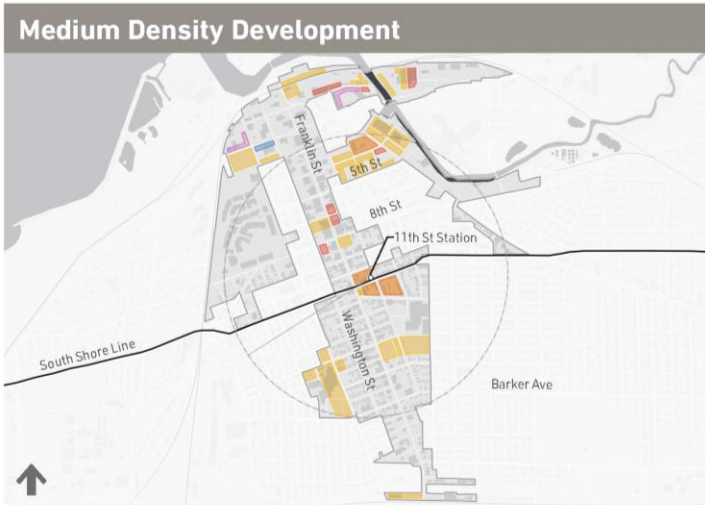 Medium Density Development
Franklin St
5th St
8th St
11th St Station
South Shore Line
Washington St
Barker Ave